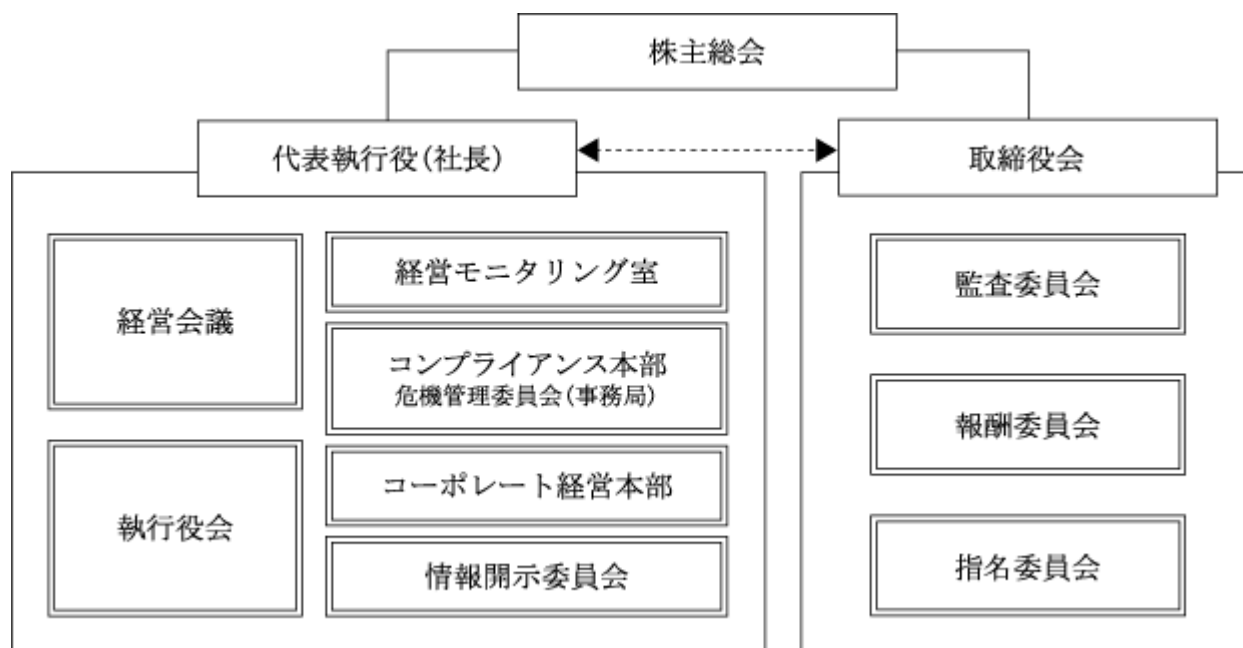 株主総会
代表執行役(社長)
取締役会
経営会議
執行役会
経営モニタリング室
コンプライアンス本部
危機管理委員会(事務局)
コーポレート経営本部
情報開示委員会
監査委員会
報酬委員会
指名委員会